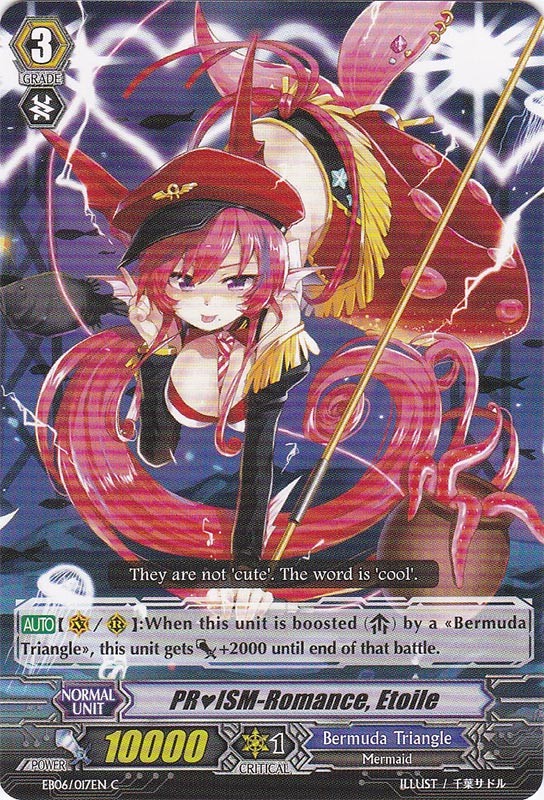 3
GRADE
They are not 'cute'. The word is 'cool'.
AUTO【V/R】:When this unit is boosted ( ) by a «Bermuda
Triangle», this unit gets +2000 until end of that battle.
NORMAL
UNIT
PR♥ISM-Romance, Etoile
POWER
10000
1
CRITICAL
Bermuda Triangle
Mermaid
EB06/017EN C
ILLUST / 千葉サドル